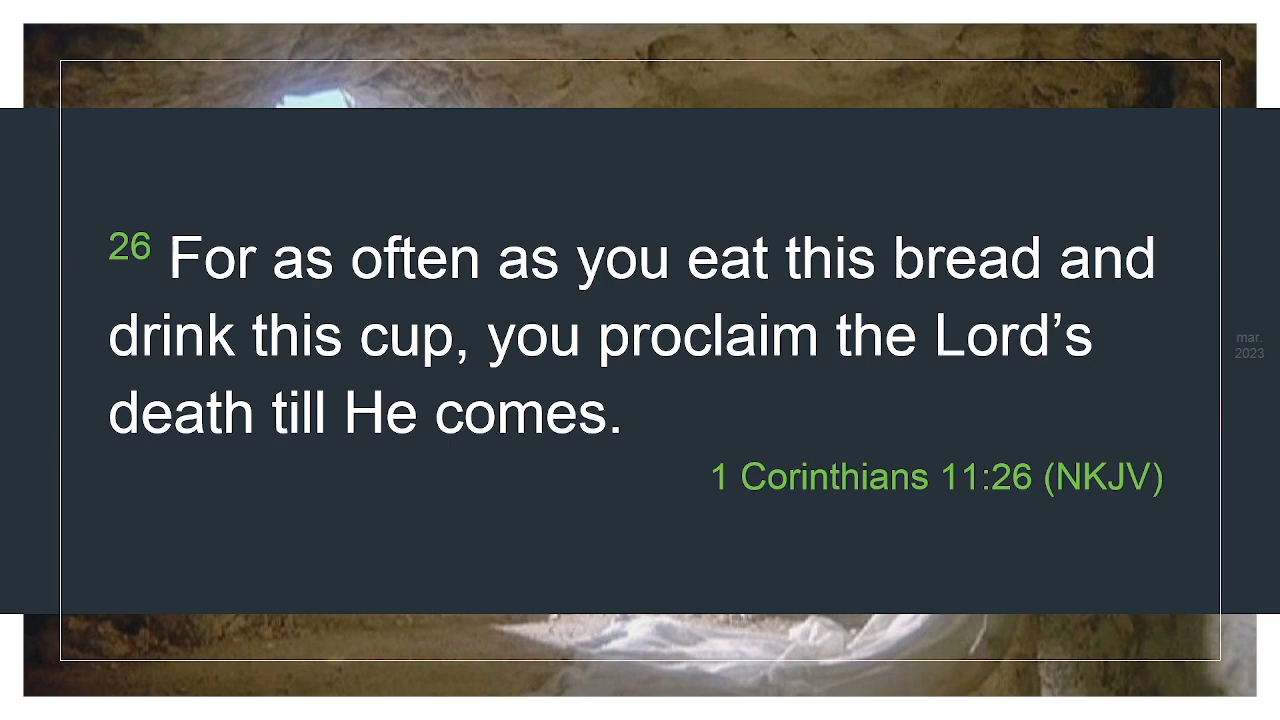 26 For as often as you eat this bread and
drink this cup, you proclaim the Lord’s
death till He comes.
1 Corinthians 11:26 (NKJV)
mar.
2023